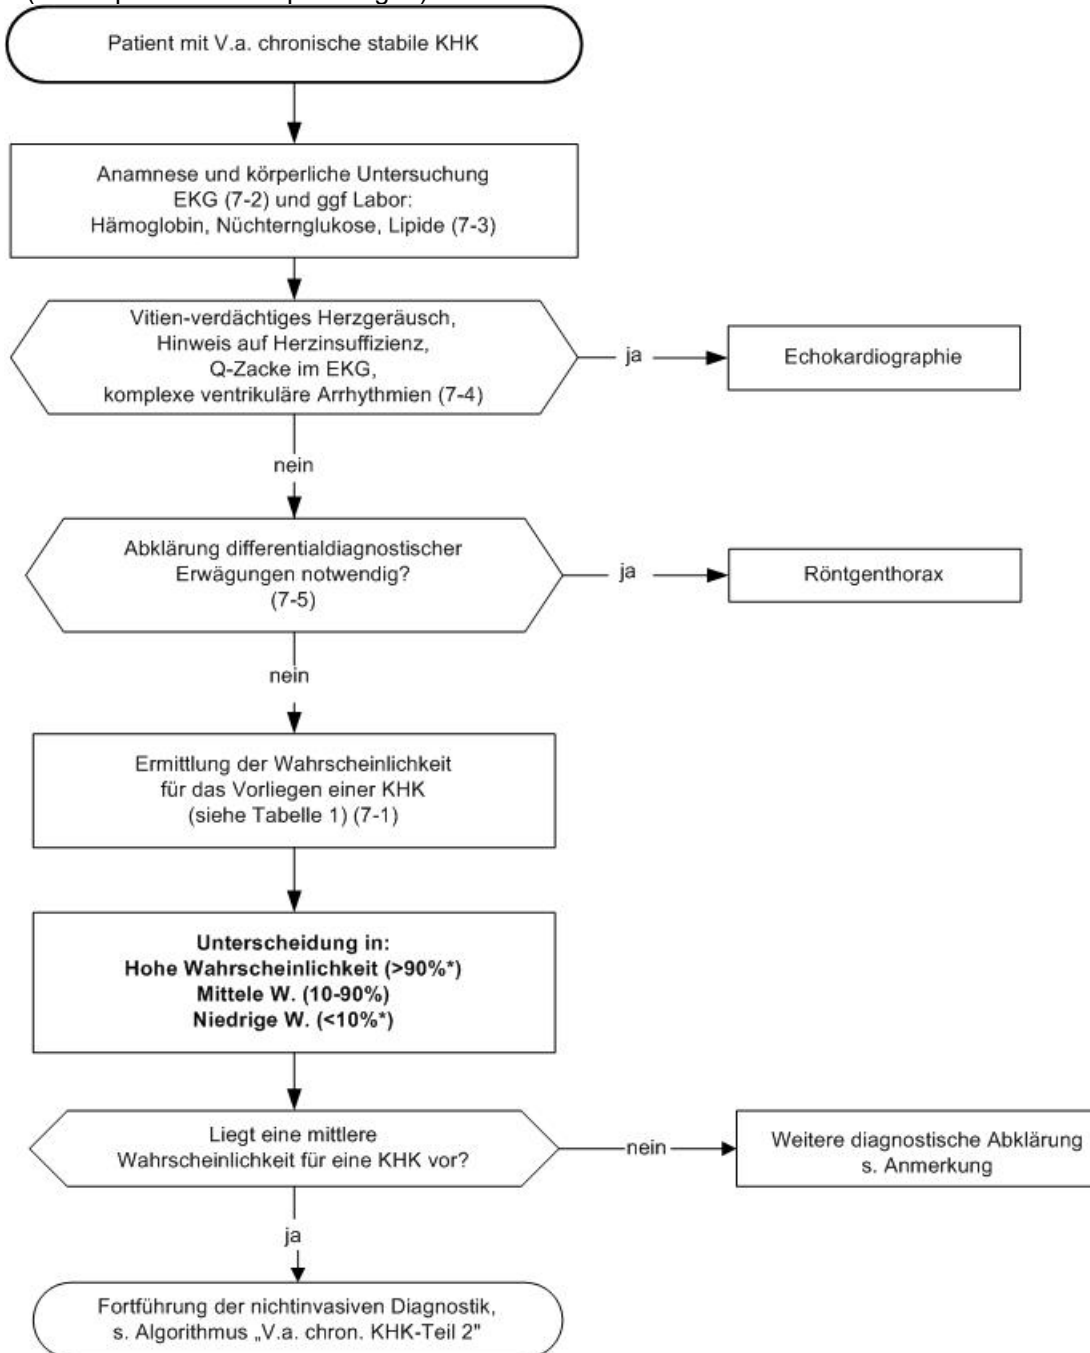 Patient mit V.a. chronische stabile KHK
Anamnese und körperliche Untersuchung
EKG (7-2) und ggf Labor:
Hämoglobin, Nüchternglukose, Lipide (7-3)
Vitien-verdächtiges Herzgeräusch,
Hinweis auf Herzinsuffizienz,
Q-Zacke im EKG,
komplexe ventrikuläre Arrhythmien (7-4)
ja
Echokardiographie
nein
Abklärung differentialdiagnostischer
Erwägungen notwendig?
(7-5)
ja
Röntgenthorax
nein
Ermittlung der Wahrscheinlichkeit
für das Vorliegen einer KHK
(siehe Tabelle 1) (7-1)
Unterscheidung in:
Hohe Wahrscheinlichkeit (>90%*)
Mittele W. (10-90%)
Niedrige W. (<10%*)
Liegt eine mittlere
Wahrscheinlichkeit für eine KHK vor?
nein
Weitere diagnostische Abklärung
s. Anmerkung
ja
Fortführung der nichtinvasiven Diagnostik,
s. Algorithmus „V.a. chron. KHK-Teil 2"